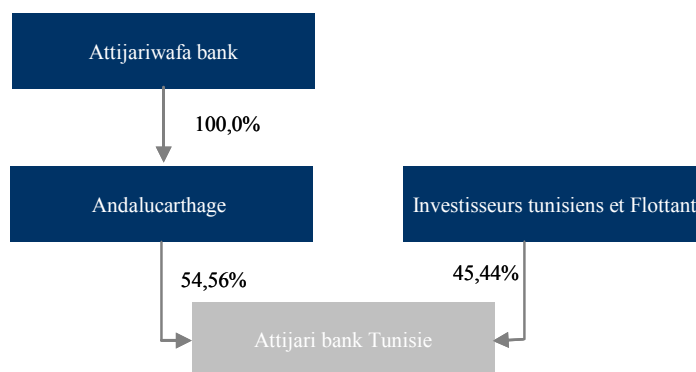 Attijariwafa bank
100,0%
Andalucarthage
Investisseurs tunisiens et Flottant
54,56%
45,44%
Attijari bank Tunisie